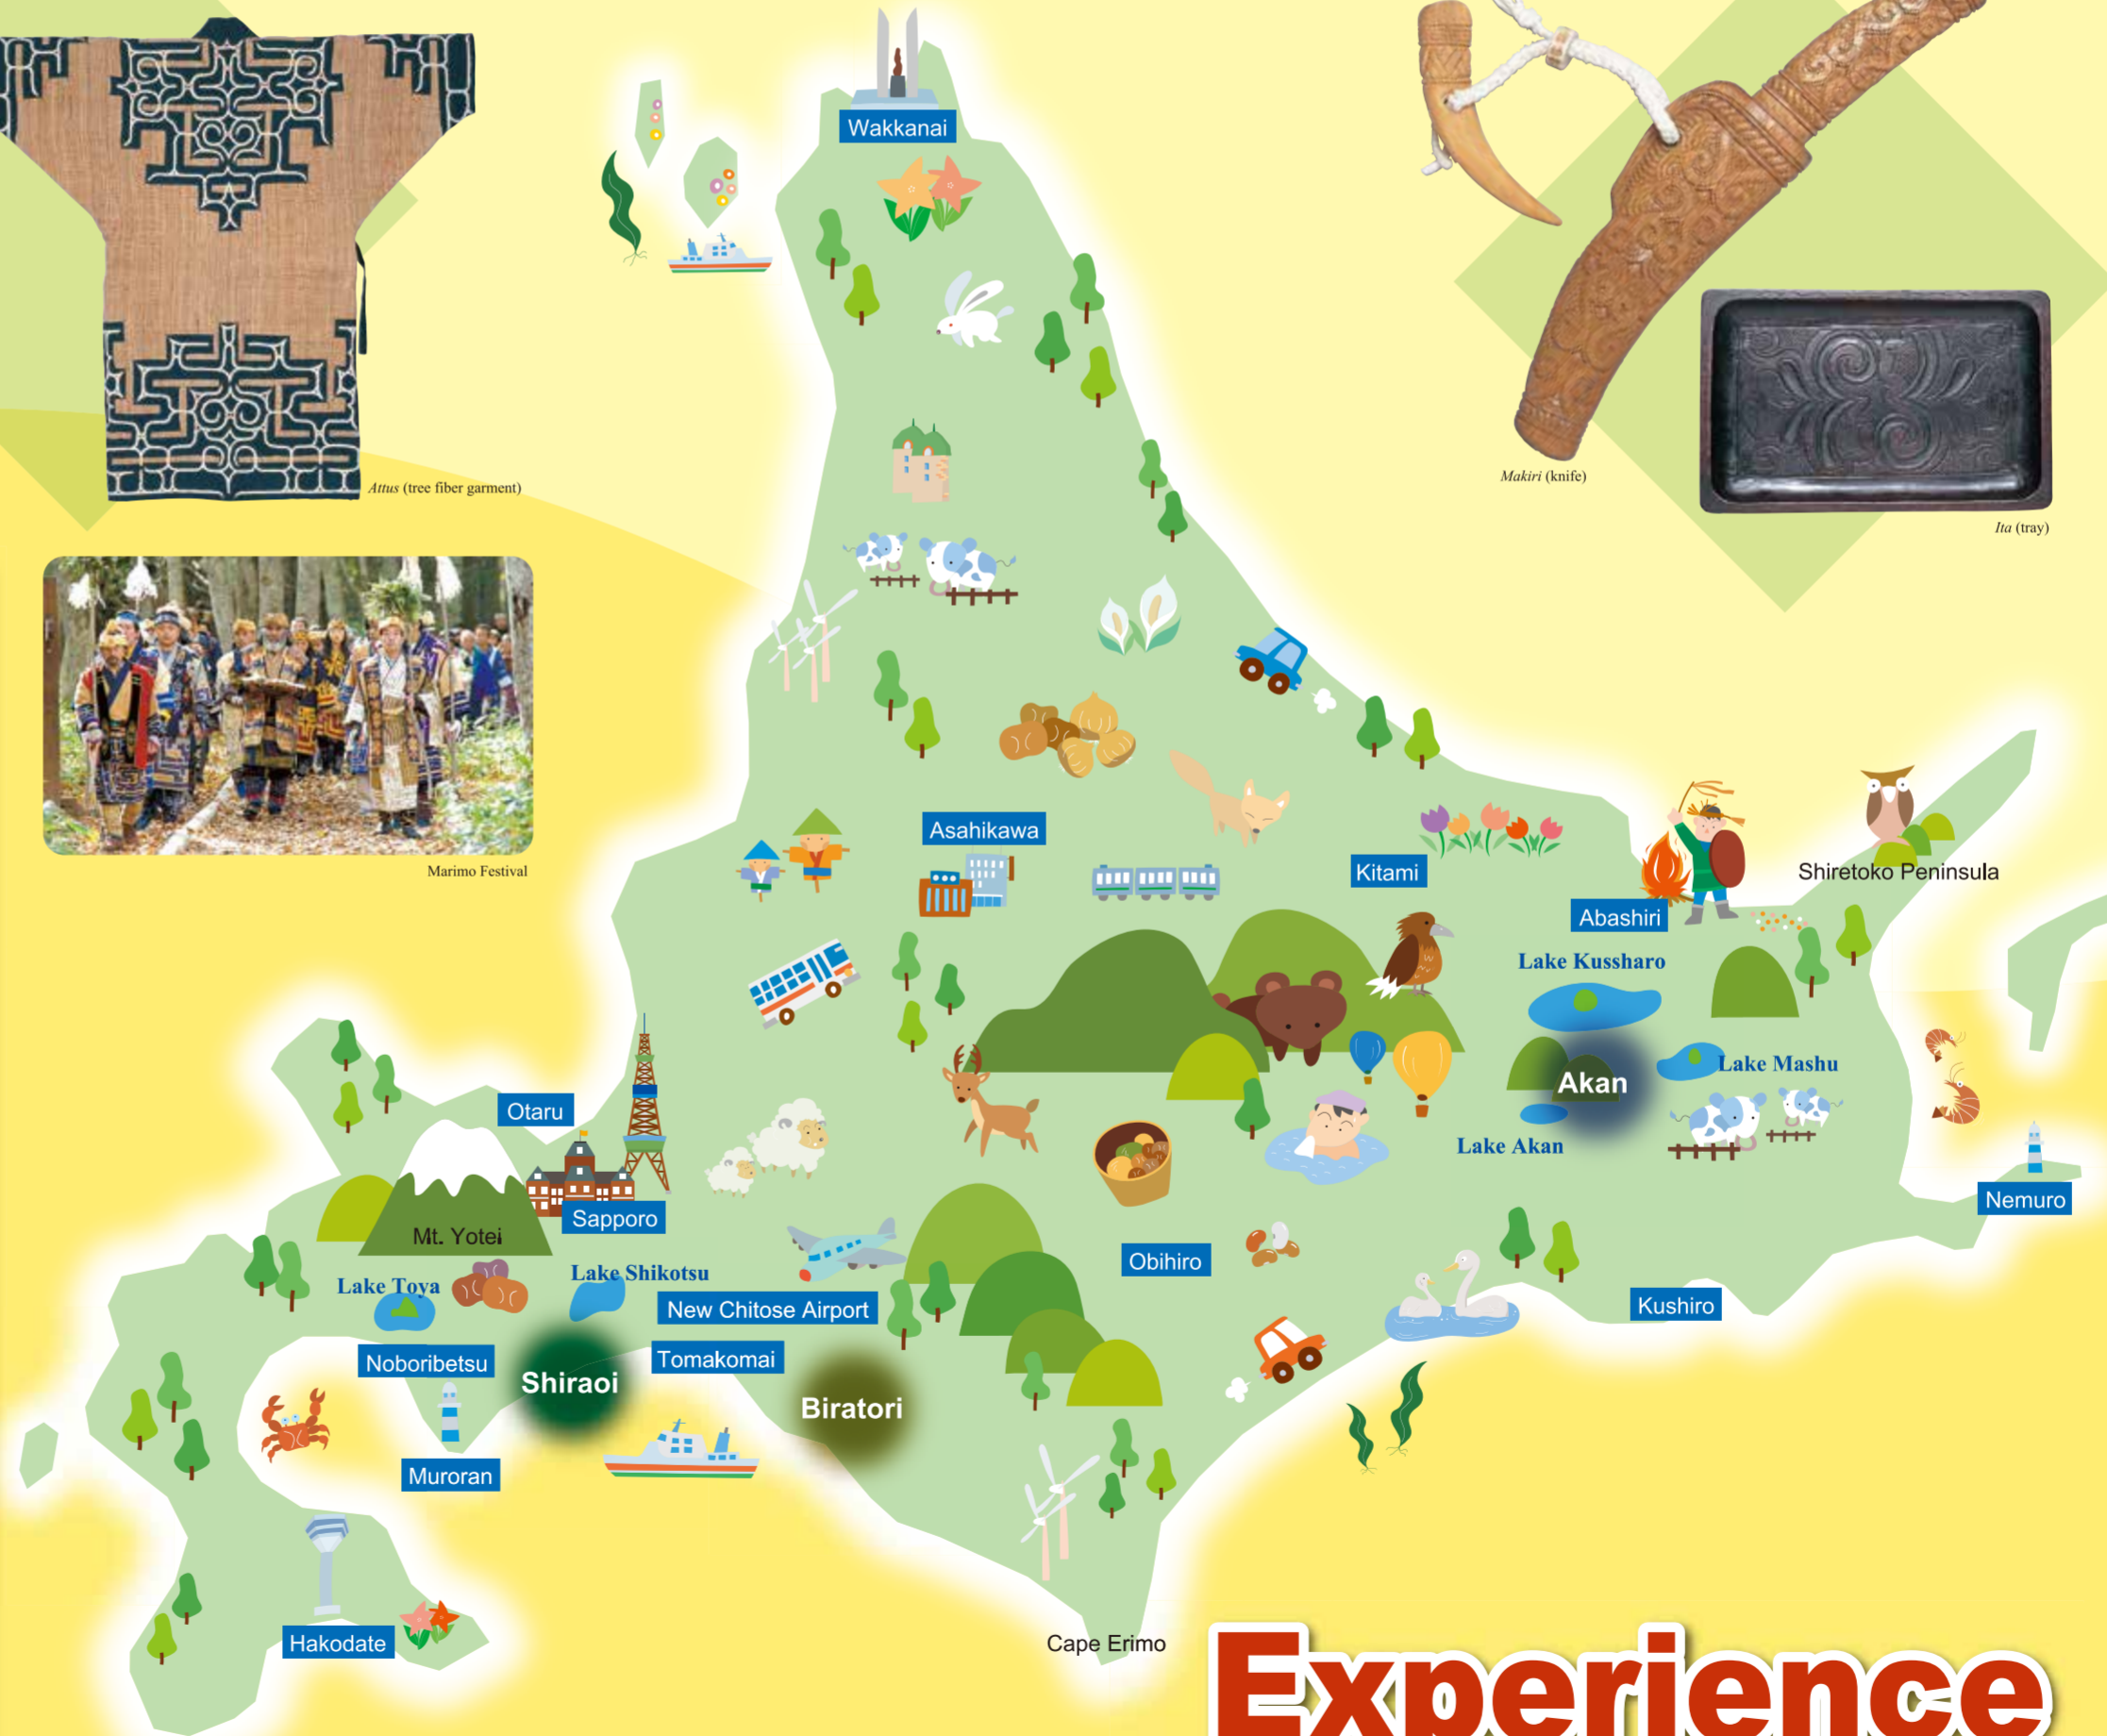 Wakkanai
Attus (tree fiber garment)
Makiri (knife)
Ita (tray)
Marimo Festival
Asahikawa
Kitami
Shiretoko Peninsula
Abashiri
Lake Kussharo
Lake Mashu
Akan
Lake Akan
Otaru
Nemuro
Sapporo
Mt. Yotei
Obihiro
Lake Toya
Lake Shikotsu
New Chitose Airport
Kushiro
Noboribetsu
Tomakomai
Shiraoi
Biratori
Muroran
Hakodate
Cape Erimo
Experience